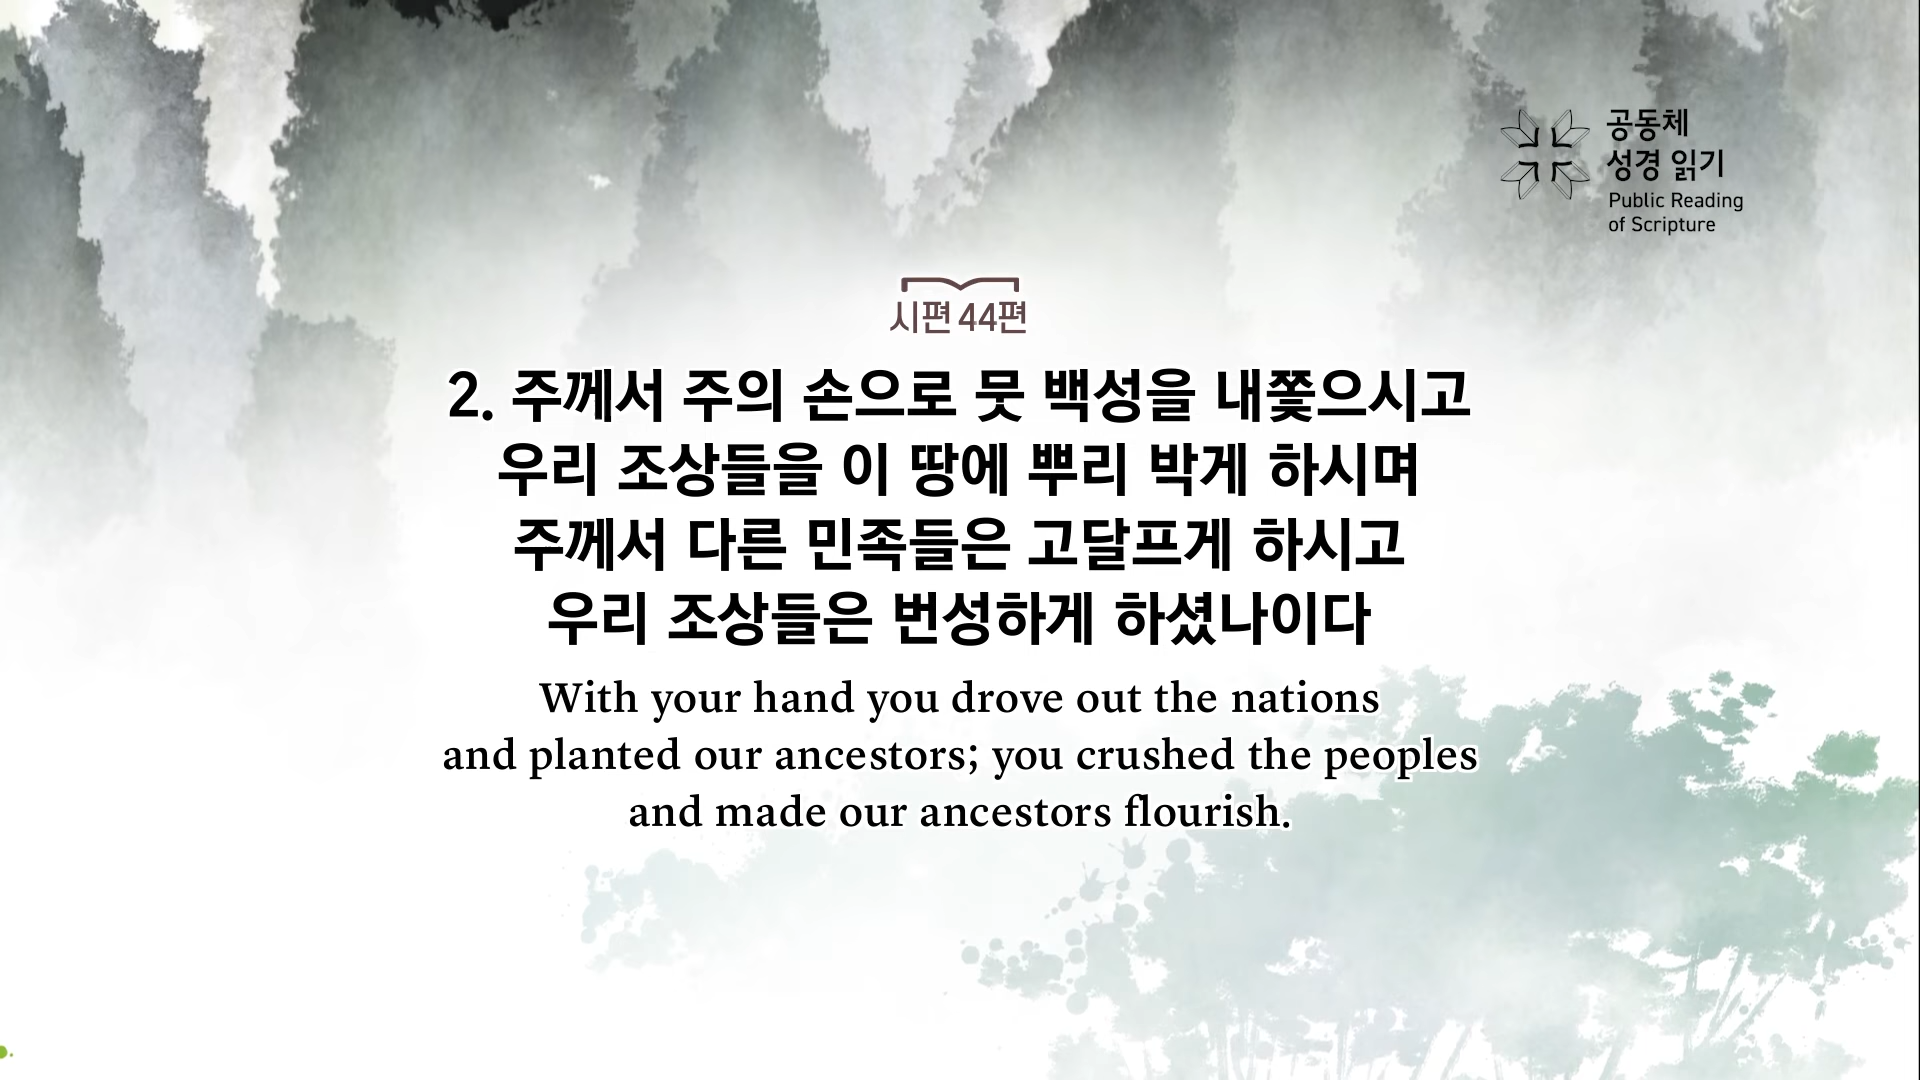 공동체
성경 읽기
Public Reading
of Scripture
시편 44편
2. 주께서 주의 손으로 뭇 백성을 내쫓으시고
우리 조상들을 이 땅에 뿌리 박게 하시며
주께서 다른 민족들은 고달프게 하시고
우리 조상들은 번성하게 하셨나이다
With your hand you drove out the nations
and planted our ancestors; you crushed the peoples
and made our ancestors flourish.